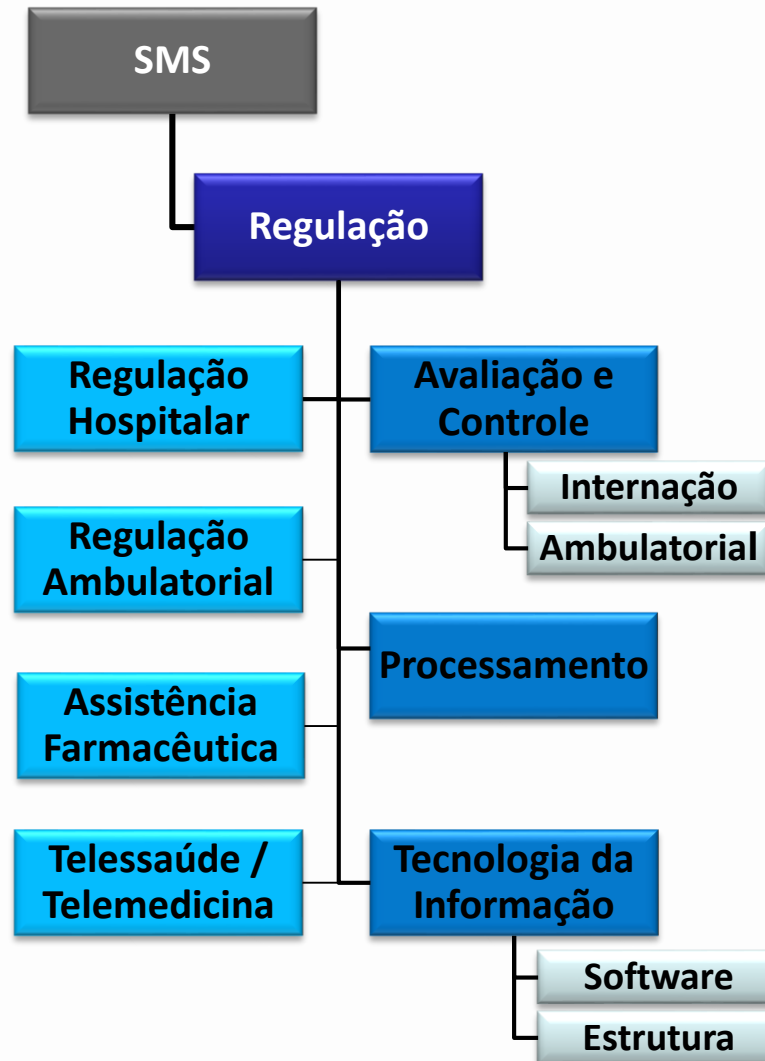 SMS
Regulação
Regulação
Hospitalar
Avaliação e
Controle
Internação
Ambulatorial
Regulação
Ambulatorial
Processamento
Assistência
Farmacêutica
Telessaúde /
Telemedicina
Tecnologia da
Informação
Software
Estrutura